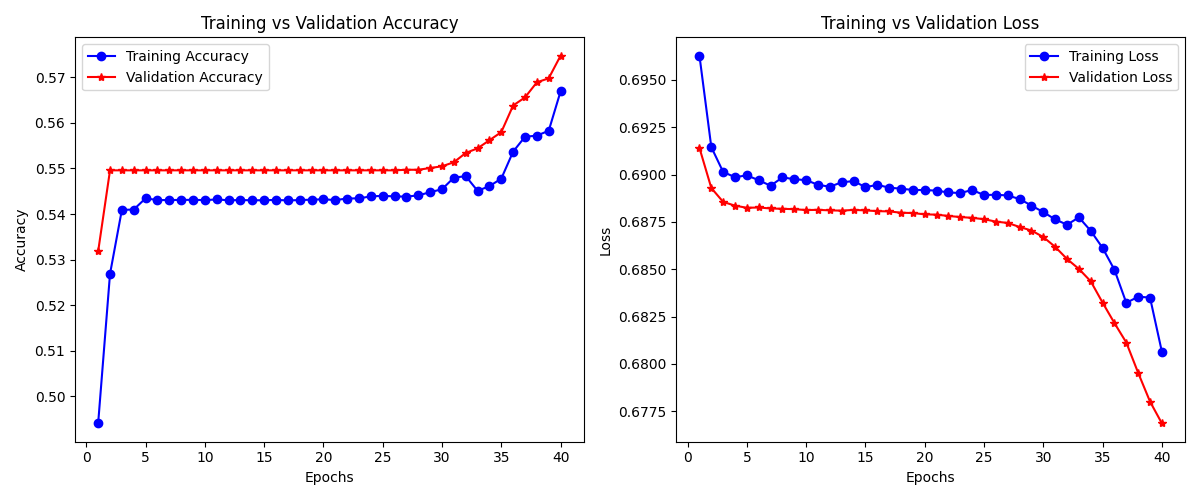 Training vs Validation Accuracy
Training Accuracy
Validation Accuracy
0.57
0.56
0.55
0.54
0.53
0.52
0.51
0.50
Accuracy
0 5 10 15 20 25 30 35 40
Epochs
Training vs Validation Loss
Training Loss
Validation Loss
0.6950
0.6925
0.6900
0.6875
0.6850
0.6825
0.6800
0.6775
Loss
0 5 10 15 20 25 30 35 40
Epochs